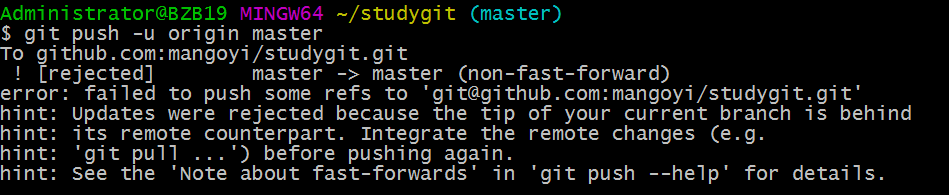 Administrator@BZB19 MINGW64 ~/studygit (master)
$ git push -u origin master
To github.com:mangoyi/studygit.git
 ! [rejected]        master -> master (non-fast-forward)
error: failed to push some refs to 'git@github.com:mangoyi/studygit.git'
hint: Updates were rejected because the tip of your current branch is behind
hint: its remote counterpart. Integrate the remote changes (e.g.
hint: 'git pull ...') before pushing again.
hint: See the 'Note about fast-forwards' in 'git push --help' for details.